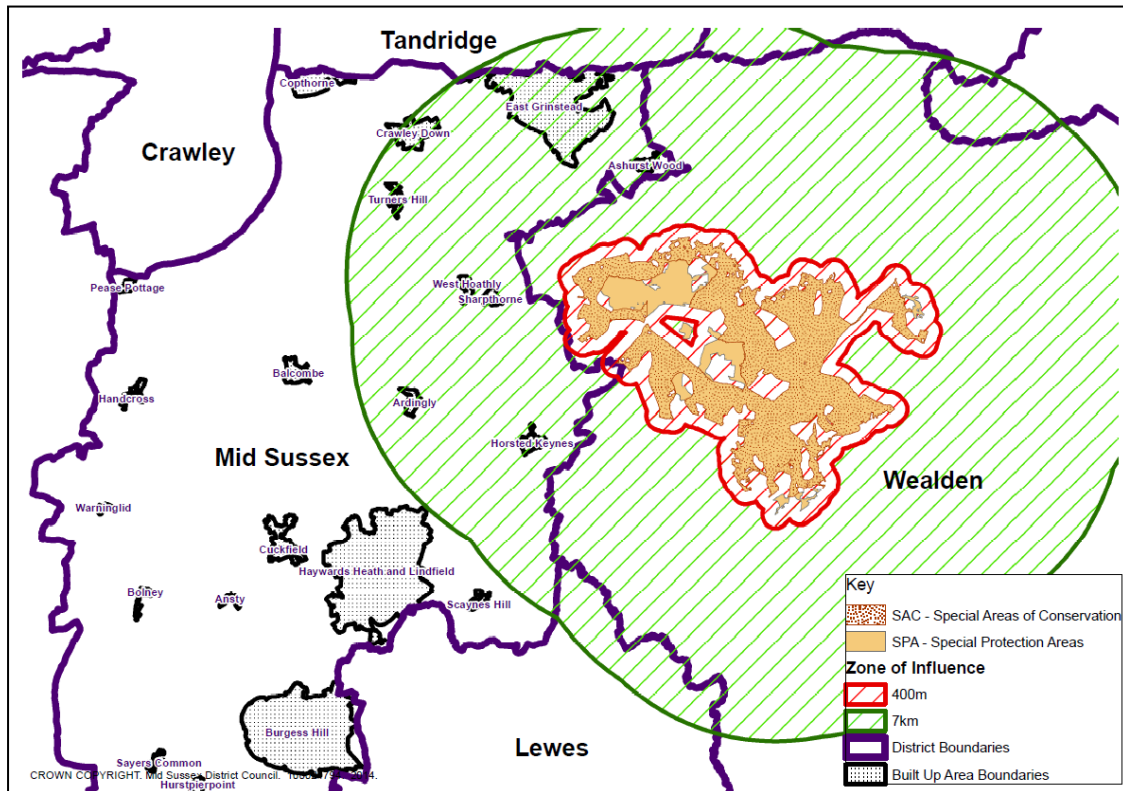 Tandridge
Copthorne
East Grinstead
Crawley Down
Crawley
Ashurst Wood
Turners Hill
Pease Pottage
West Hoathly
Sharpthorne
Balcombe
Handcross
Ardingly
Horsted Keynes
Mid Sussex
Wealden
Warninglid
Cuckfield
Haywards Heath and Lindfield
Bolney
Ansty
Scaynes Hill
Burgess Hill
Lewes
Sayers Common
CROWN COPYRIGHT. Mid Sussex District Council.
Hurstpierpoint
Key
SAC - Special Areas of Conservation
SPA - Special Protection Areas
Zone of Influence
400m
7km
District Boundaries
Built Up Area Boundaries